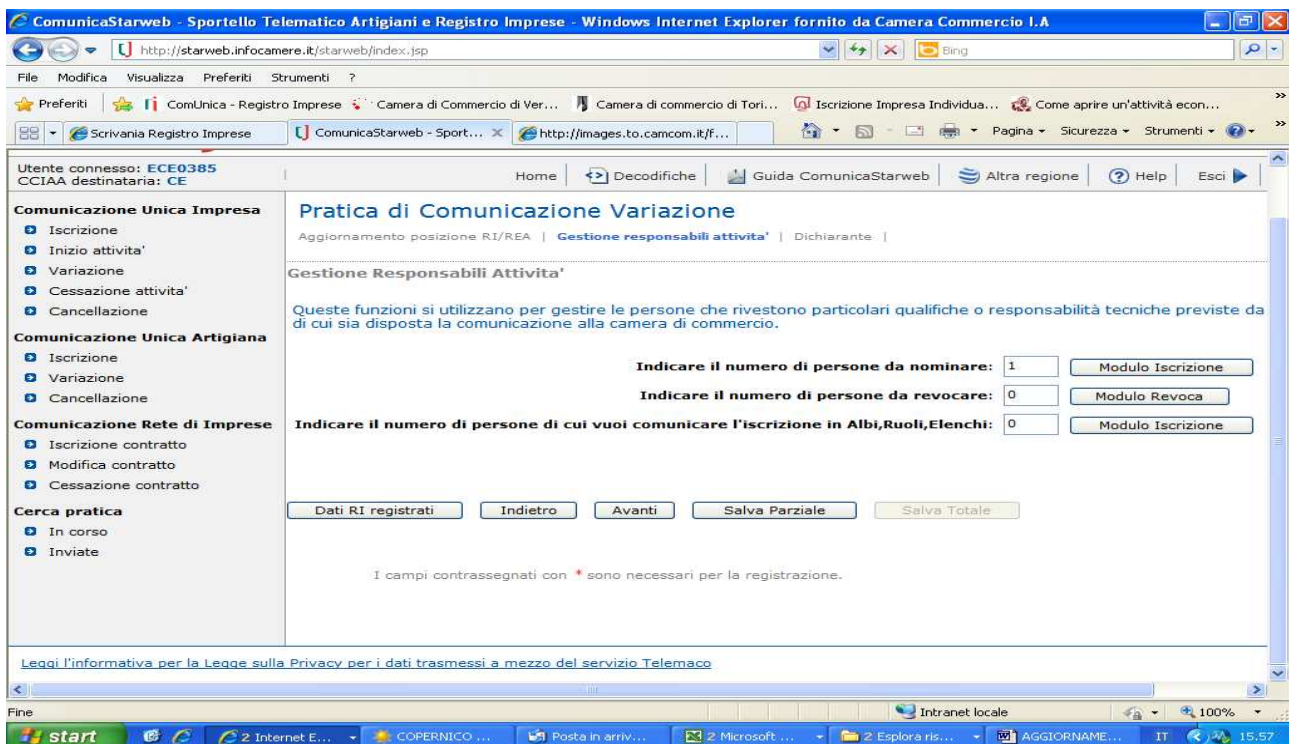 ComunicaStarweb - Sportello Telematico Artigiani e Registro Imprese - Windows Internet Explorer fornito da Camera Commercio I.A
http://starweb.infocamere.it/starweb/index.jsp
Bing
File Modifica Visualizza Preferiti Strumenti ?
Preferiti ComUnica - Registro Imprese Camera di Commercio di Ver... Camera di commercio di Tori... Iscrizione Impresa Individua... Come aprire un'attività econ... »
Scrivania Registro Imprese ComunicaStarweb - Sport... http://images.to.camcom.it/f... Pagina Sicurezza Strumenti »
Utente connesso: ECE0385
CCIAA destinataria: CE
Home Decodifiche Guida ComunicaStarweb Altra regione Help Esci
Comunicazione Unica Impresa
Iscrizione
Inizio attivita'
Variazione
Cessazione attivita'
Cancellazione
Comunicazione Unica Artigiana
Iscrizione
Variazione
Cancellazione
Comunicazione Rete di Imprese
Iscrizione contratto
Modifica contratto
Cessazione contratto
Cerca pratica
In corso
Inviate
Pratica di Comunicazione Variazione
Aggiornamento posizione RI/REA | Gestione responsabili attivita' | Dichiarante |
Gestione Responsabili Attivita'
Queste funzioni si utilizzano per gestire le persone che rivestono particolari qualifiche o responsabilità tecniche previste da
di cui sia disposta la comunicazione alla camera di commercio.
Indicare il numero di persone da nominare: 1 Modulo Iscrizione
Indicare il numero di persone da revocare: 0 Modulo Revoca
Indicare il numero di persone di cui vuoi comunicare l'iscrizione in Albi,Ruoli,Elenchi: 0 Modulo Iscrizione
Dati RI registrati Indietro Avanti Salva Parziale Salva Totale
I campi contrassegnati con * sono necessari per la registrazione.
Leggi l'informativa per la Legge sulla Privacy per i dati trasmessi a mezzo del servizio Telemaco
Fine Intranet locale 100%
start 2 Internet E... COPERNICO ... Posta in arriv... 2 Microsoft ... 2 Esplora ris... AGGIORNAME... IT 15.57